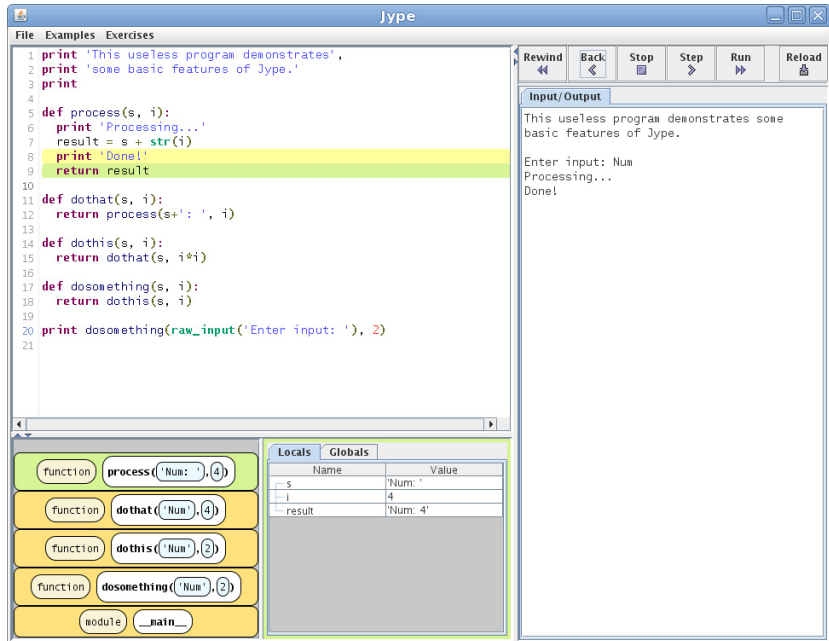 Jype
File Examples Exercises
1 print 'This useless program demonstrates',
2 print 'some basic features of Jype.'
3 print
4
5 def process(s, i):
6 print 'Processing...'
7 result = s + str(i)
8 print 'Done!'
9 return result
10
11 def dothat(s, i):
12 return process(s+': ', i)
13
14 def dothis(s, i):
15 return dothat(s, i*i)
16
17 def dosomething(s, i):
18 return dothis(s, i)
19
20 print dosomething(raw_input('Enter input: '), 2)
21
Rewind Back Stop Step Run Reload
Input/Output
This useless program demonstrates some
basic features of Jype.
Enter input: Num
Processing...
Done!
function process('Num: ',4)
function dothat('Num',4)
function dothis('Num',2)
function dosomething('Num',2)
module __main__
Locals Globals
Name Value
s 'Num: '
i 4
result 'Num: 4'